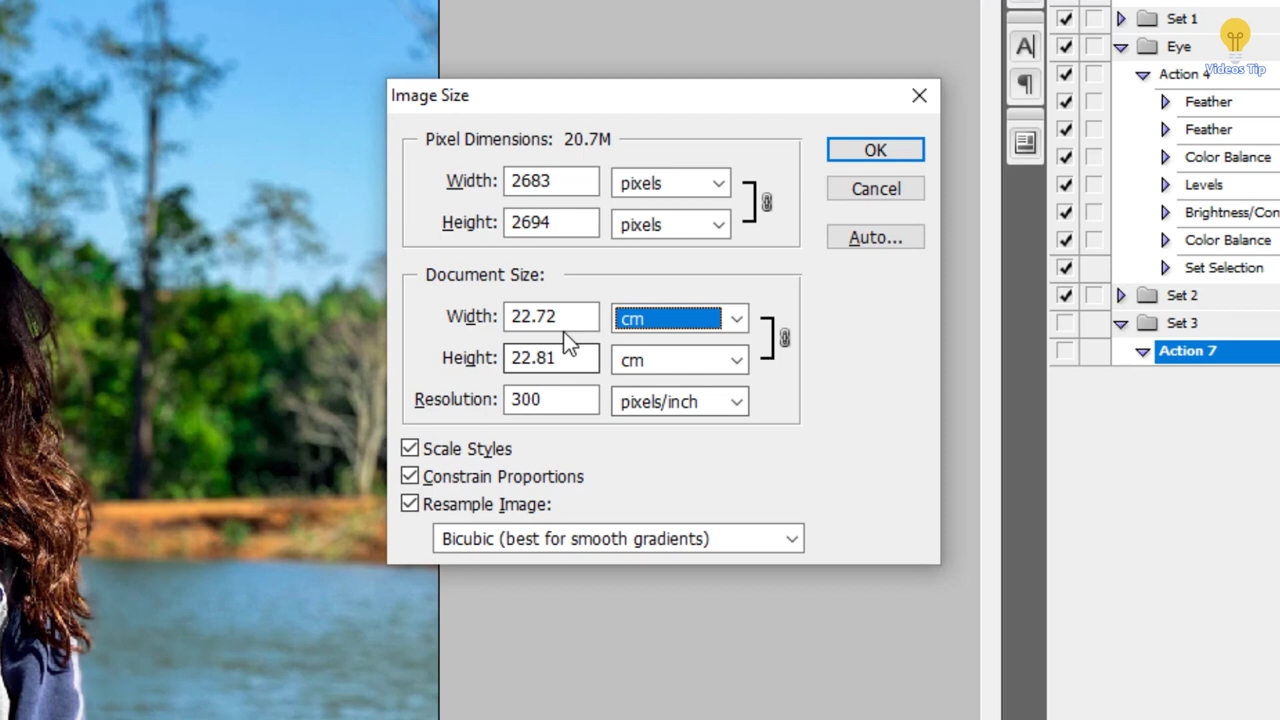 Set 1
Eye
Videos Tip
Action 4
Feather
Feather
Color Balance
Levels
Brightness/Con
Color Balance
Set Selection
Set 2
Set 3
Action 7
A
¶
Image Size
Pixel Dimensions: 20.7M
Width: 2683 pixels
Height: 2694 pixels
OK
Cancel
Auto...
Document Size:
Width: 22.72 cm
Height: 22.81 cm
Resolution: 300 pixels/inch
Scale Styles
Constrain Proportions
Resample Image:
Bicubic (best for smooth gradients)